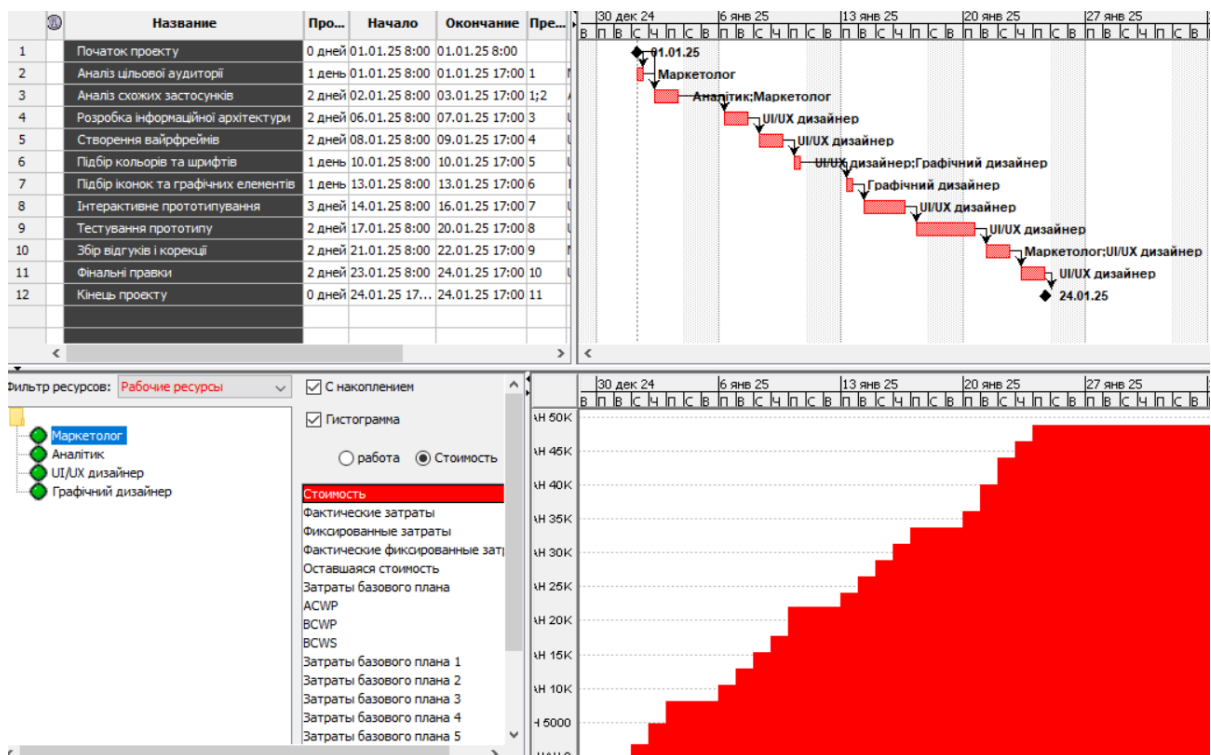 Название Про... Начало Окончание Пре...
1 Початок проєкту 0 дней 01.01.25 8:00 01.01.25 8:00
2 Аналіз цільової аудиторії 1 день 01.01.25 8:00 01.01.25 17:00 1
3 Аналіз схожих застосунків 2 дней 02.01.25 8:00 03.01.25 17:00 1;2
4 Розробка інформаційної архітектури 2 дней 06.01.25 8:00 07.01.25 17:00 3
5 Створення вайрфреймів 2 дней 08.01.25 8:00 09.01.25 17:00 4
6 Підбір кольорів та шрифтів 1 день 10.01.25 8:00 10.01.25 17:00 5
7 Підбір іконок та графічних елементів 1 день 13.01.25 8:00 13.01.25 17:00 6
8 Інтерактивне прототипування 3 дней 14.01.25 8:00 16.01.25 17:00 7
9 Тестування прототипу 2 дней 17.01.25 8:00 20.01.25 17:00 8
10 Збір відгуків і корекції 2 дней 21.01.25 8:00 22.01.25 17:00 9
11 Фінальні правки 2 дней 23.01.25 8:00 24.01.25 17:00 10
12 Кінець проєкту 0 дней 24.01.25 17... 24.01.25 17:00 11
30 дек 24 6 янв 25 13 янв 25 20 янв 25 27 янв 25
В П В С Ч П С В П В С Ч П С В П В С Ч П С В П В С Ч П С В П В С Ч П С В
01.01.25
Маркетолог
Аналітик;Маркетолог
UI/UX дизайнер
UI/UX дизайнер
UI/UX дизайнер;Графічний дизайнер
Графічний дизайнер
UI/UX дизайнер
UI/UX дизайнер
Маркетолог;UI/UX дизайнер
UI/UX дизайнер
24.01.25
Фильтр ресурсов: Рабочие ресурсы
Маркетолог
Аналітик
UI/UX дизайнер
Графічний дизайнер
С накоплением
Гистограмма
работа Стоимость
Стоимость
Фактические затраты
Фиксированные затраты
Фактические фиксированные зат
Оставшаяся стоимость
Затраты базового плана
ACWP
BCWP
BCWS
Затраты базового плана 1
Затраты базового плана 2
Затраты базового плана 3
Затраты базового плана 4
Затраты базового плана 5
30 дек 24 6 янв 25 13 янв 25 20 янв 25 27 янв 25
В П В С Ч П С В П В С Ч П С В П В С Ч П С В П В С Ч П С В П В С Ч П С В
50K
45K
40K
35K
30K
25K
20K
15K
10K
5000